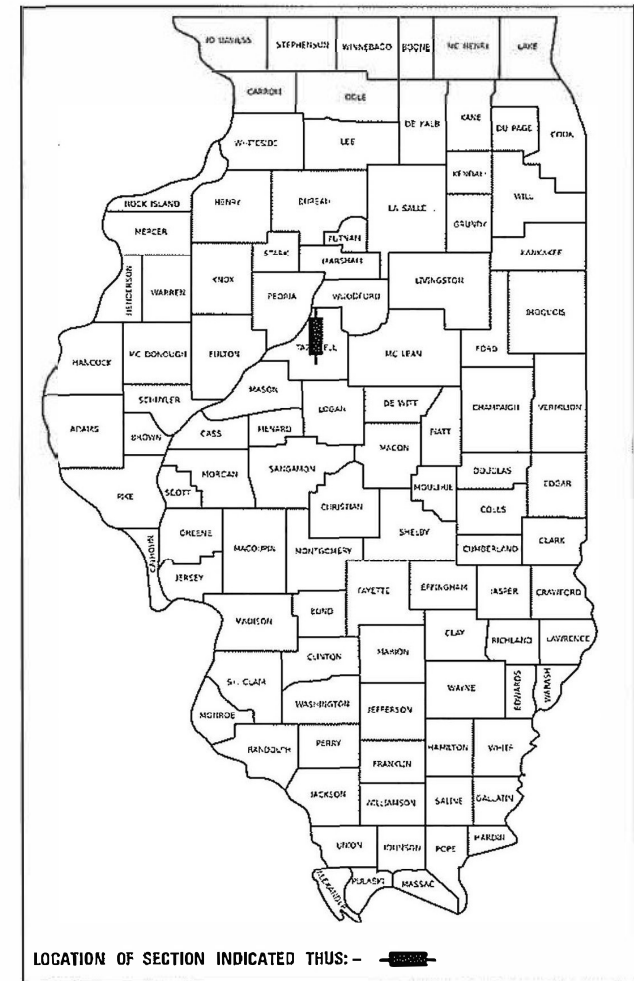 JO DAVIESS STEPHENSON WINNEBAGO BOONE MC HENRY LAKE
CARROLL OGLE
DE KALB KANE DU PAGE COOK
WHITESIDE LEE
KENDALL
ROCK ISLAND HENRY BUREAU LA SALLE GRUNDY WILL
MERCER PUTNAM
STARK MARSHALL KANKAKEE
HENDERSON WARREN KNOX PEORIA WOODFORD LIVINGSTON IROQUOIS
HANCOCK MC DONOUGH FULTON MC LEAN FORD
MASON
SCHUYLER LOGAN DE WITT CHAMPAIGN VERMILION
ADAMS BROWN CASS MENARD MACON PIATT
PIKE SCOTT MORGAN SANGAMON MOULTRIE DOUGLAS EDGAR
CHRISTIAN COLES
CALHOUN GREENE MACOUPIN MONTGOMERY SHELBY CUMBERLAND CLARK
JERSEY
FAYETTE EFFINGHAM JASPER CRAWFORD
MADISON BOND
CLAY RICHLAND LAWRENCE
CLINTON MARION
ST. CLAIR WAYNE EDWARDS WABASH
MONROE WASHINGTON JEFFERSON
RANDOLPH PERRY HAMILTON WHITE
FRANKLIN
JACKSON WILLIAMSON SALINE GALLATIN
UNION JOHNSON POPE HARDIN
ALEXANDER PULASKI MASSAC
LOCATION OF SECTION INDICATED THUS: -